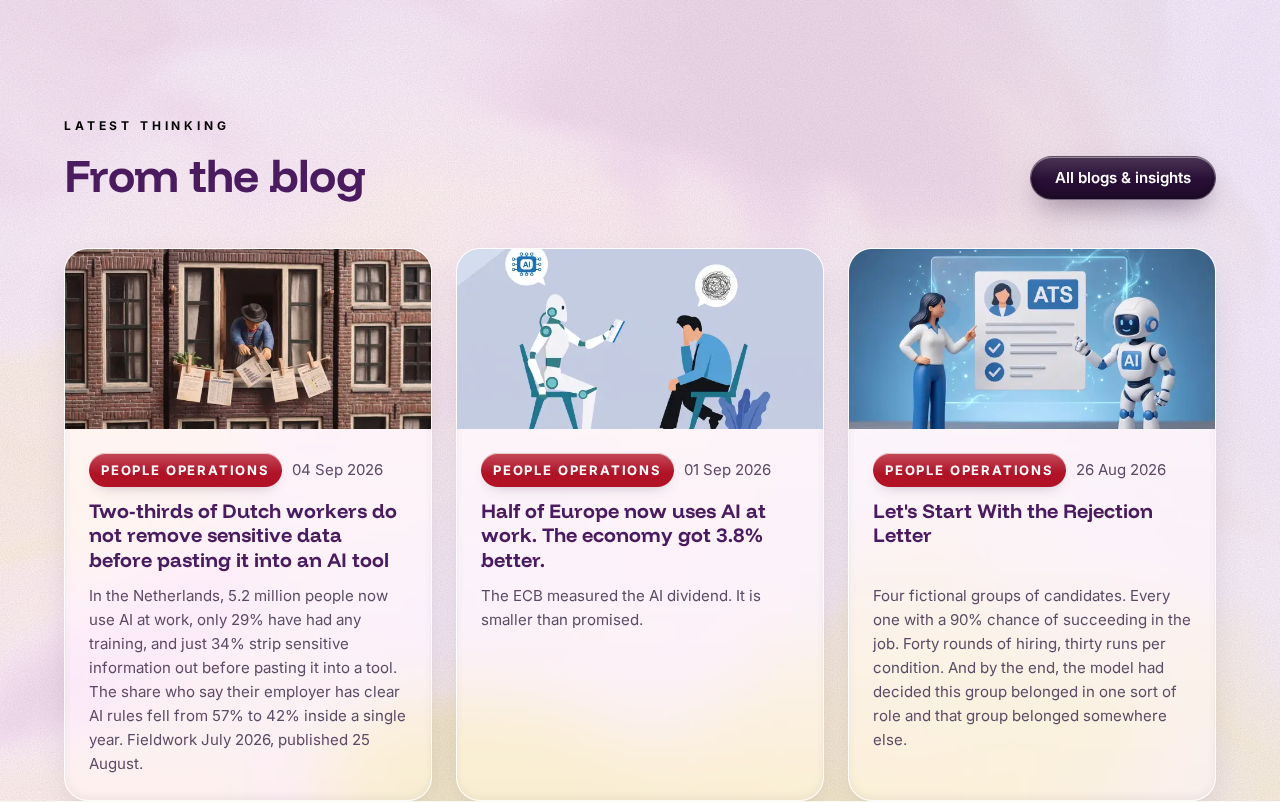 LATEST THINKING
From the blog
All blogs & insights
AI
ATS
AI
PEOPLE OPERATIONS 04 Sep 2026
Two-thirds of Dutch workers do
not remove sensitive data
before pasting it into an AI tool
In the Netherlands, 5.2 million people now
use AI at work, only 29% have had any
training, and just 34% strip sensitive
information out before pasting it into a tool.
The share who say their employer has clear
AI rules fell from 57% to 42% inside a single
year. Fieldwork July 2026, published 25
August.
PEOPLE OPERATIONS 01 Sep 2026
Half of Europe now uses AI at
work. The economy got 3.8%
better.
The ECB measured the AI dividend. It is
smaller than promised.
PEOPLE OPERATIONS 26 Aug 2026
Let's Start With the Rejection
Letter
Four fictional groups of candidates. Every
one with a 90% chance of succeeding in the
job. Forty rounds of hiring, thirty runs per
condition. And by the end, the model had
decided this group belonged in one sort of
role and that group belonged somewhere
else.